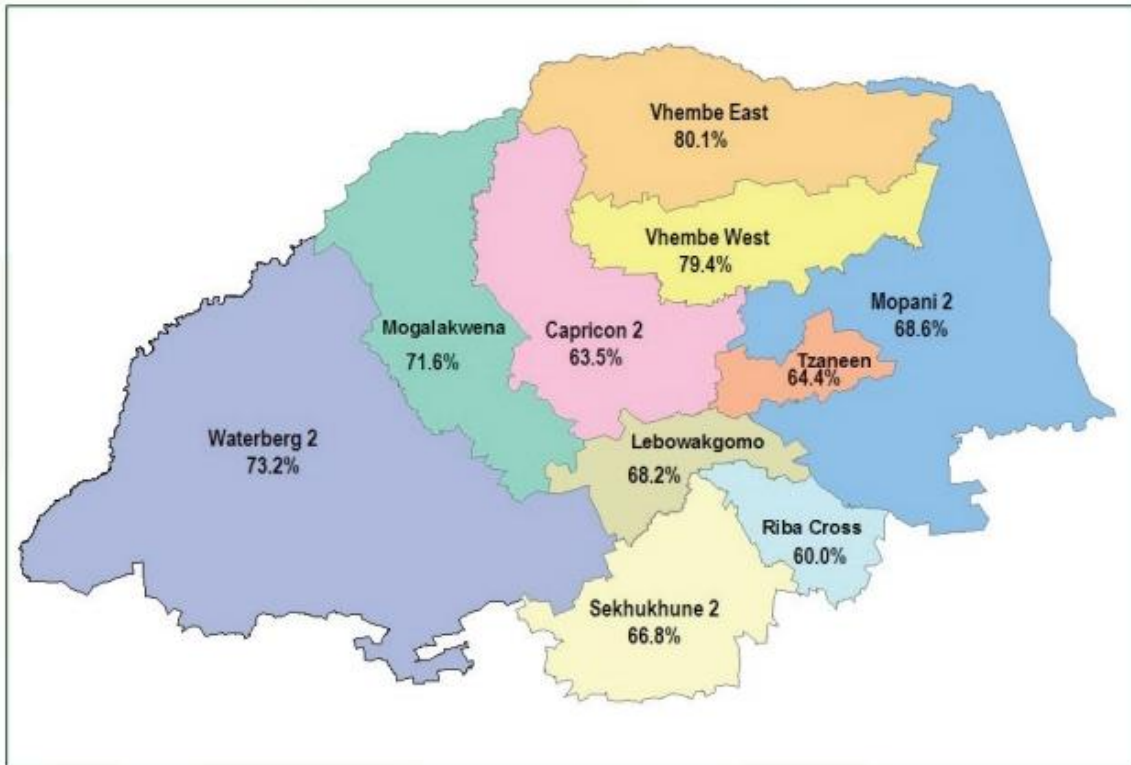 Vhembe East
80.1%
Vhembe West
79.4%
Mopani 2
68.6%
Mogalakwena
71.6%
Capricon 2
63.5%
Tzaneen
64.4%
Waterberg 2
73.2%
Lebowakgomo
68.2%
Riba Cross
60.0%
Sekhukhune 2
66.8%